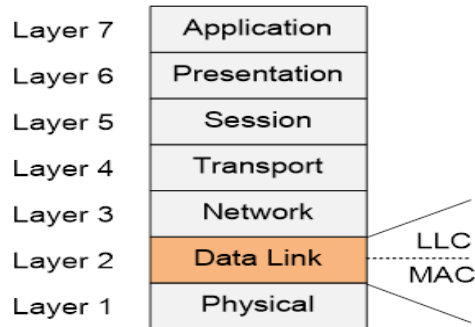 Layer 7 Application
Layer 6 Presentation
Layer 5 Session
Layer 4 Transport
Layer 3 Network
LLC
Layer 2 Data Link
MAC
Layer 1 Physical